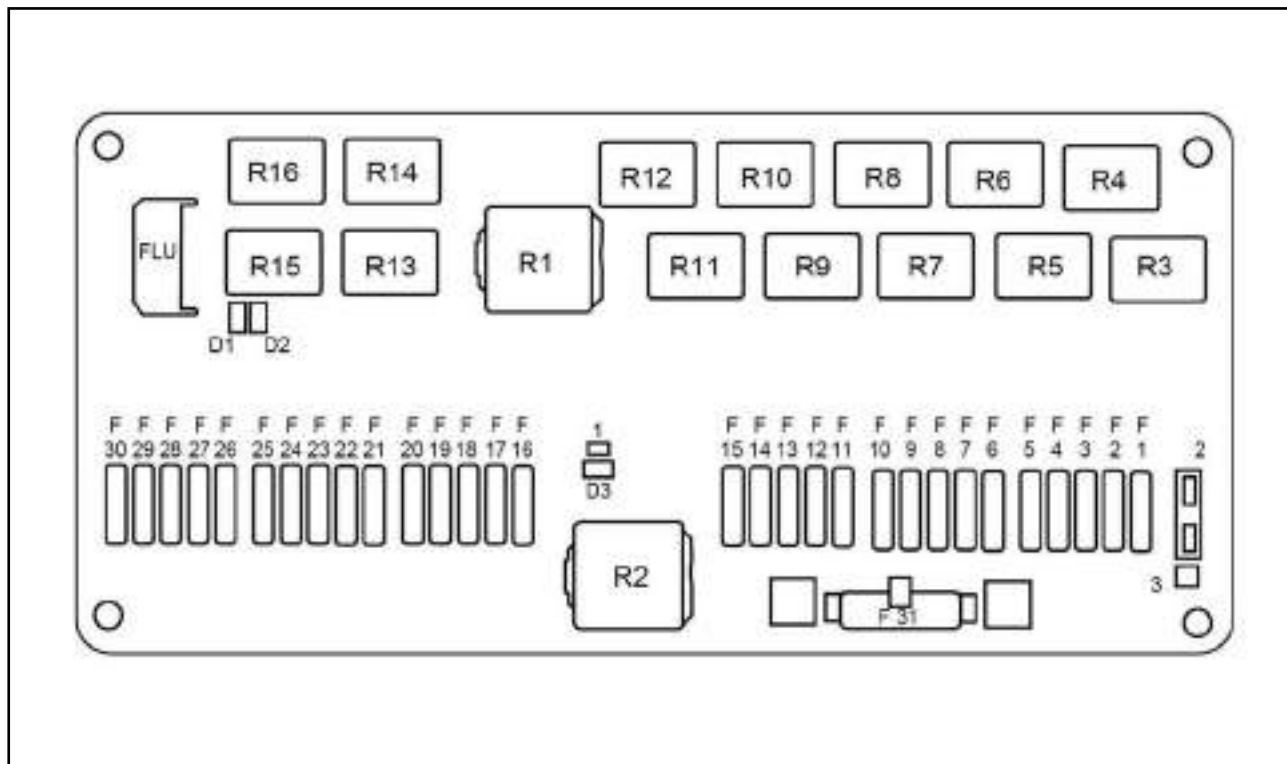 R16 R14 R12 R10 R8 R6 R4
FLU R15 R13 R1 R11 R9 R7 R5 R3
D1 D2
F F F F F F F F F F F F F F F 1 F F F F F F F F F F F F F F F
30 29 28 27 26 25 24 23 22 21 20 19 18 17 16 15 14 13 12 11 10 9 8 7 6 5 4 3 2 1 2
D3
R2 3
F 31